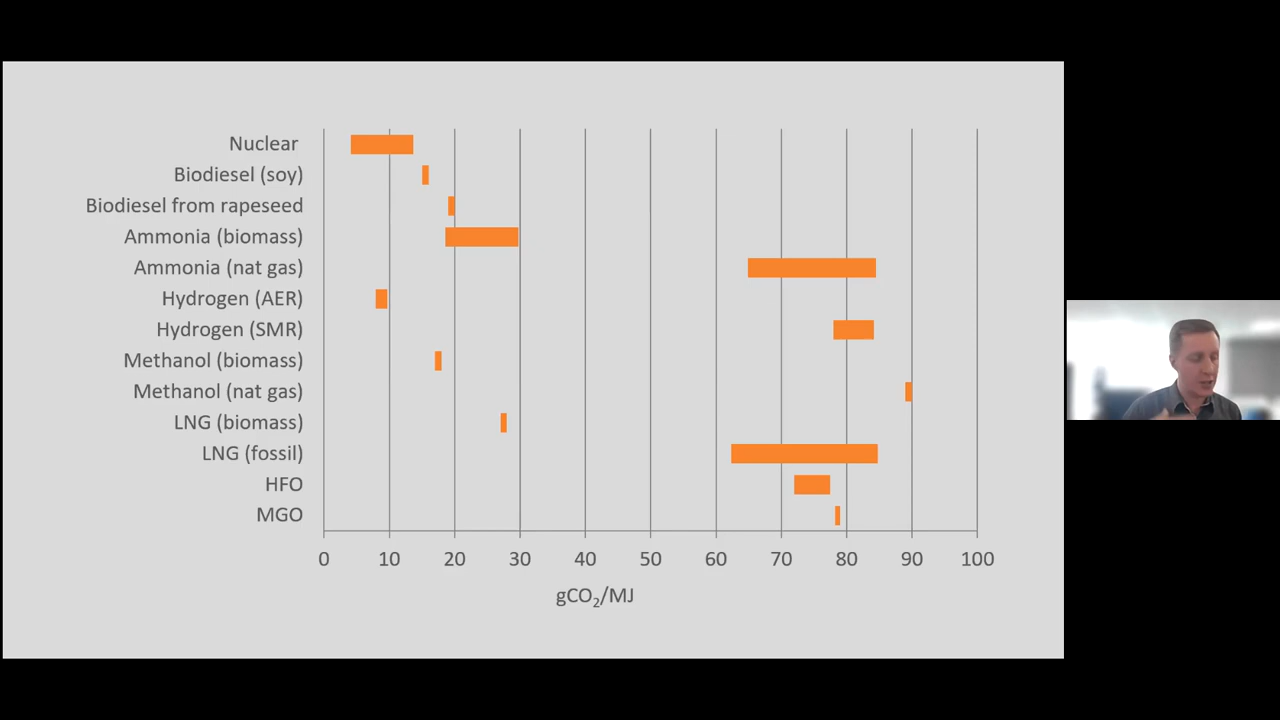 Nuclear
Biodiesel (soy)
Biodiesel from rapeseed
Ammonia (biomass)
Ammonia (nat gas)
Hydrogen (AER)
Hydrogen (SMR)
Methanol (biomass)
Methanol (nat gas)
LNG (biomass)
LNG (fossil)
HFO
MGO
0 10 20 30 40 50 60 70 80 90 100
gCO₂/MJ